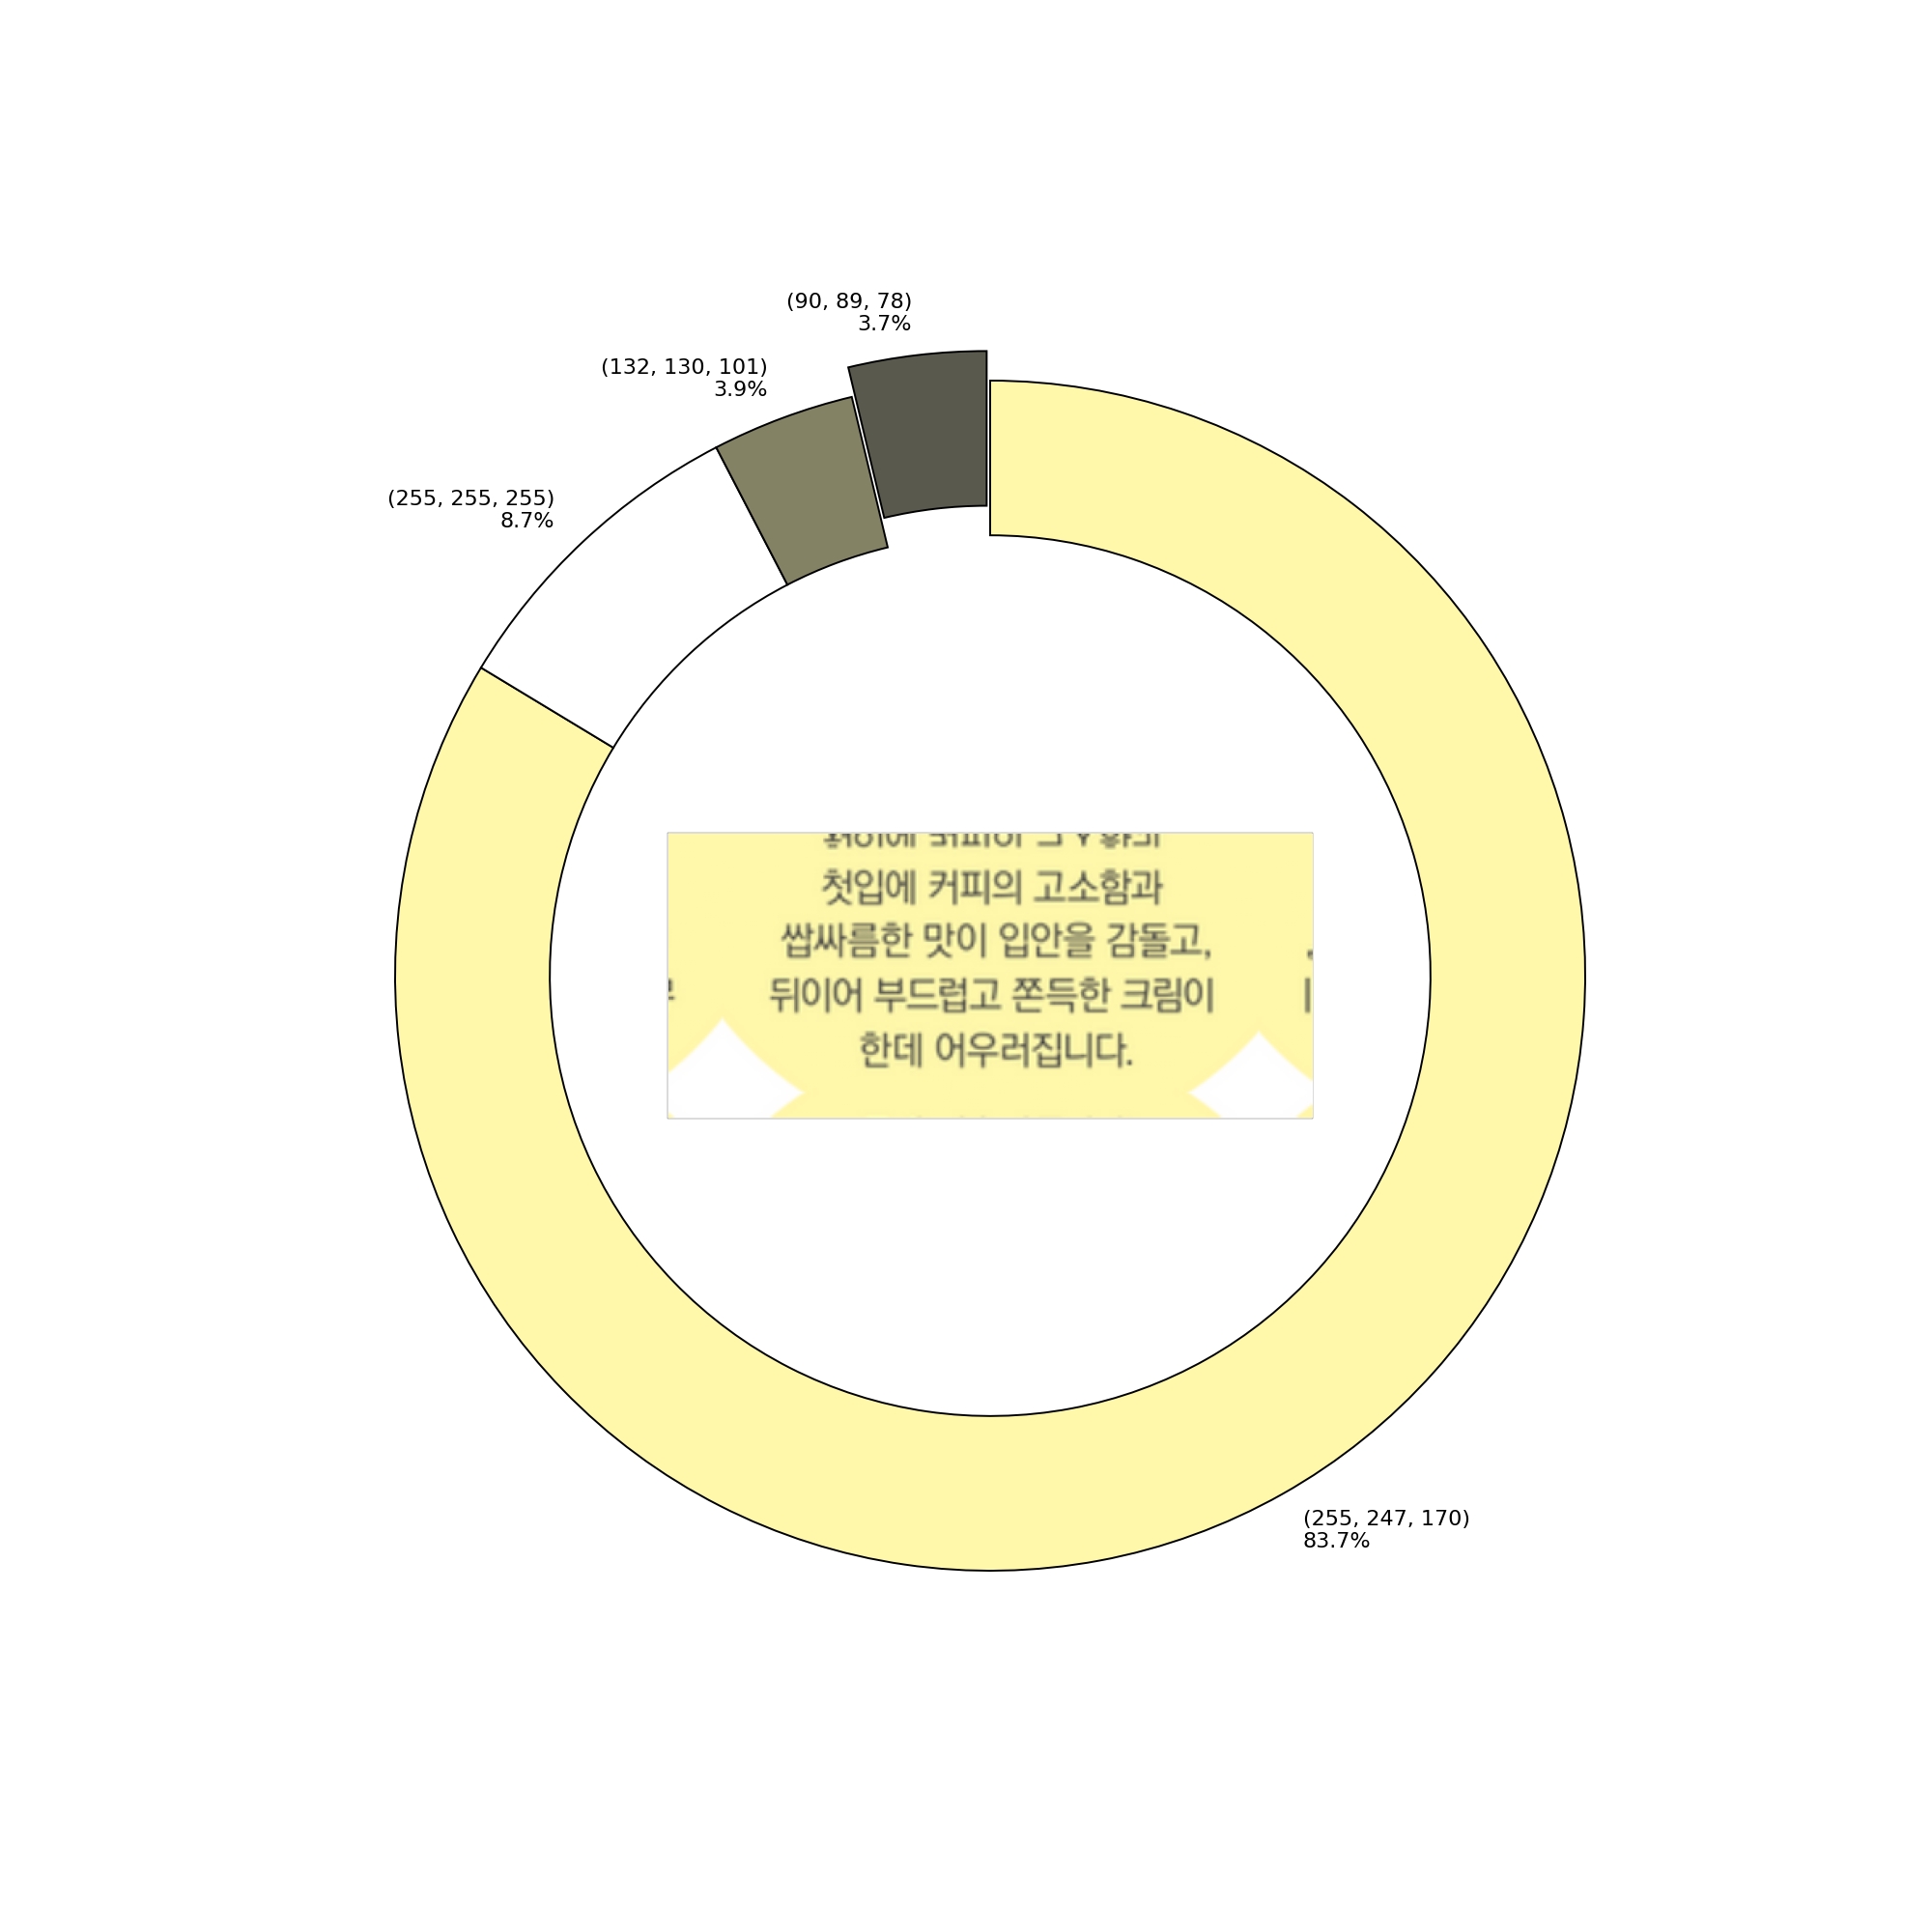 (90, 89, 78)
3.7%
(132, 130, 101)
3.9%
(255, 255, 255)
8.7%
첫입에 커피의 고소함과
쌉싸름한 맛이 입안을 감돌고,
뒤이어 부드럽고 쫀득한 크림이
한데 어우러집니다.
(255, 247, 170)
83.7%